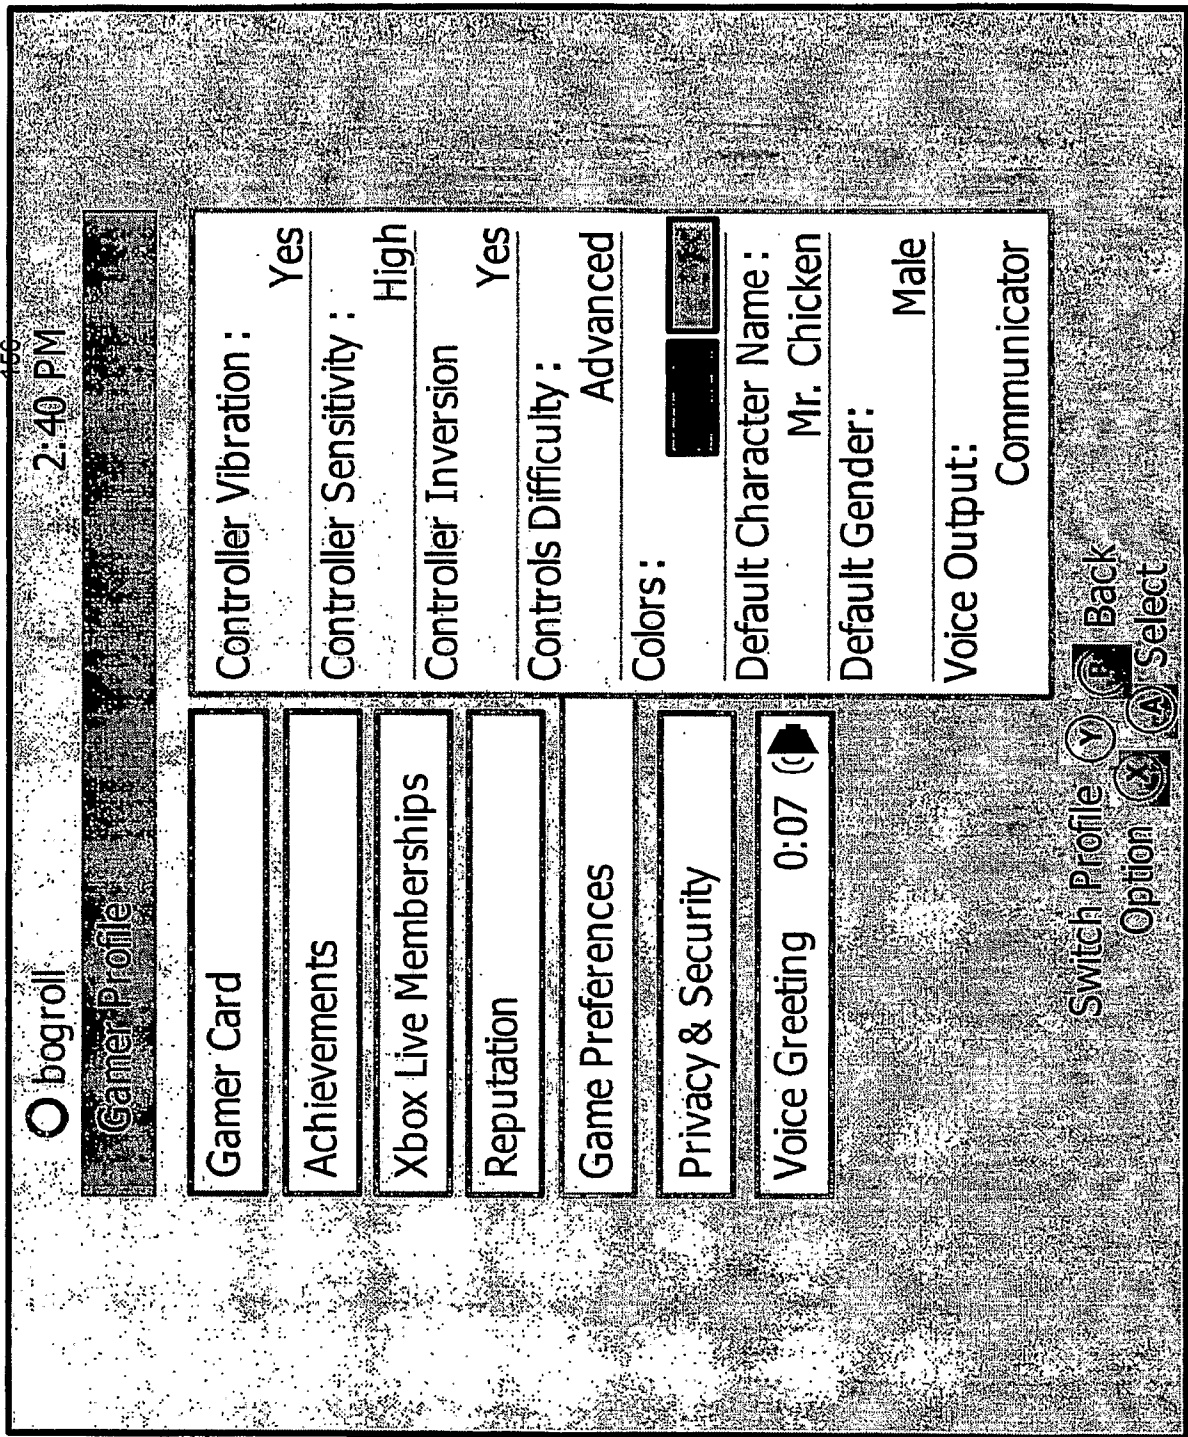 156
bogroll 2:40 PM
Gamer Profile
Gamer Card
Achievements
Xbox Live Memberships
Reputation
Game Preferences
Privacy & Security
Voice Greeting 0:07
Controller Vibration :
Yes
Controller Sensitivity :
High
Controller Inversion
Yes
Controls Difficulty :
Advanced
Colors :
Default Character Name :
Mr. Chicken
Default Gender:
Male
Voice Output:
Communicator
Switch Profile Y B Back
Option X A Select